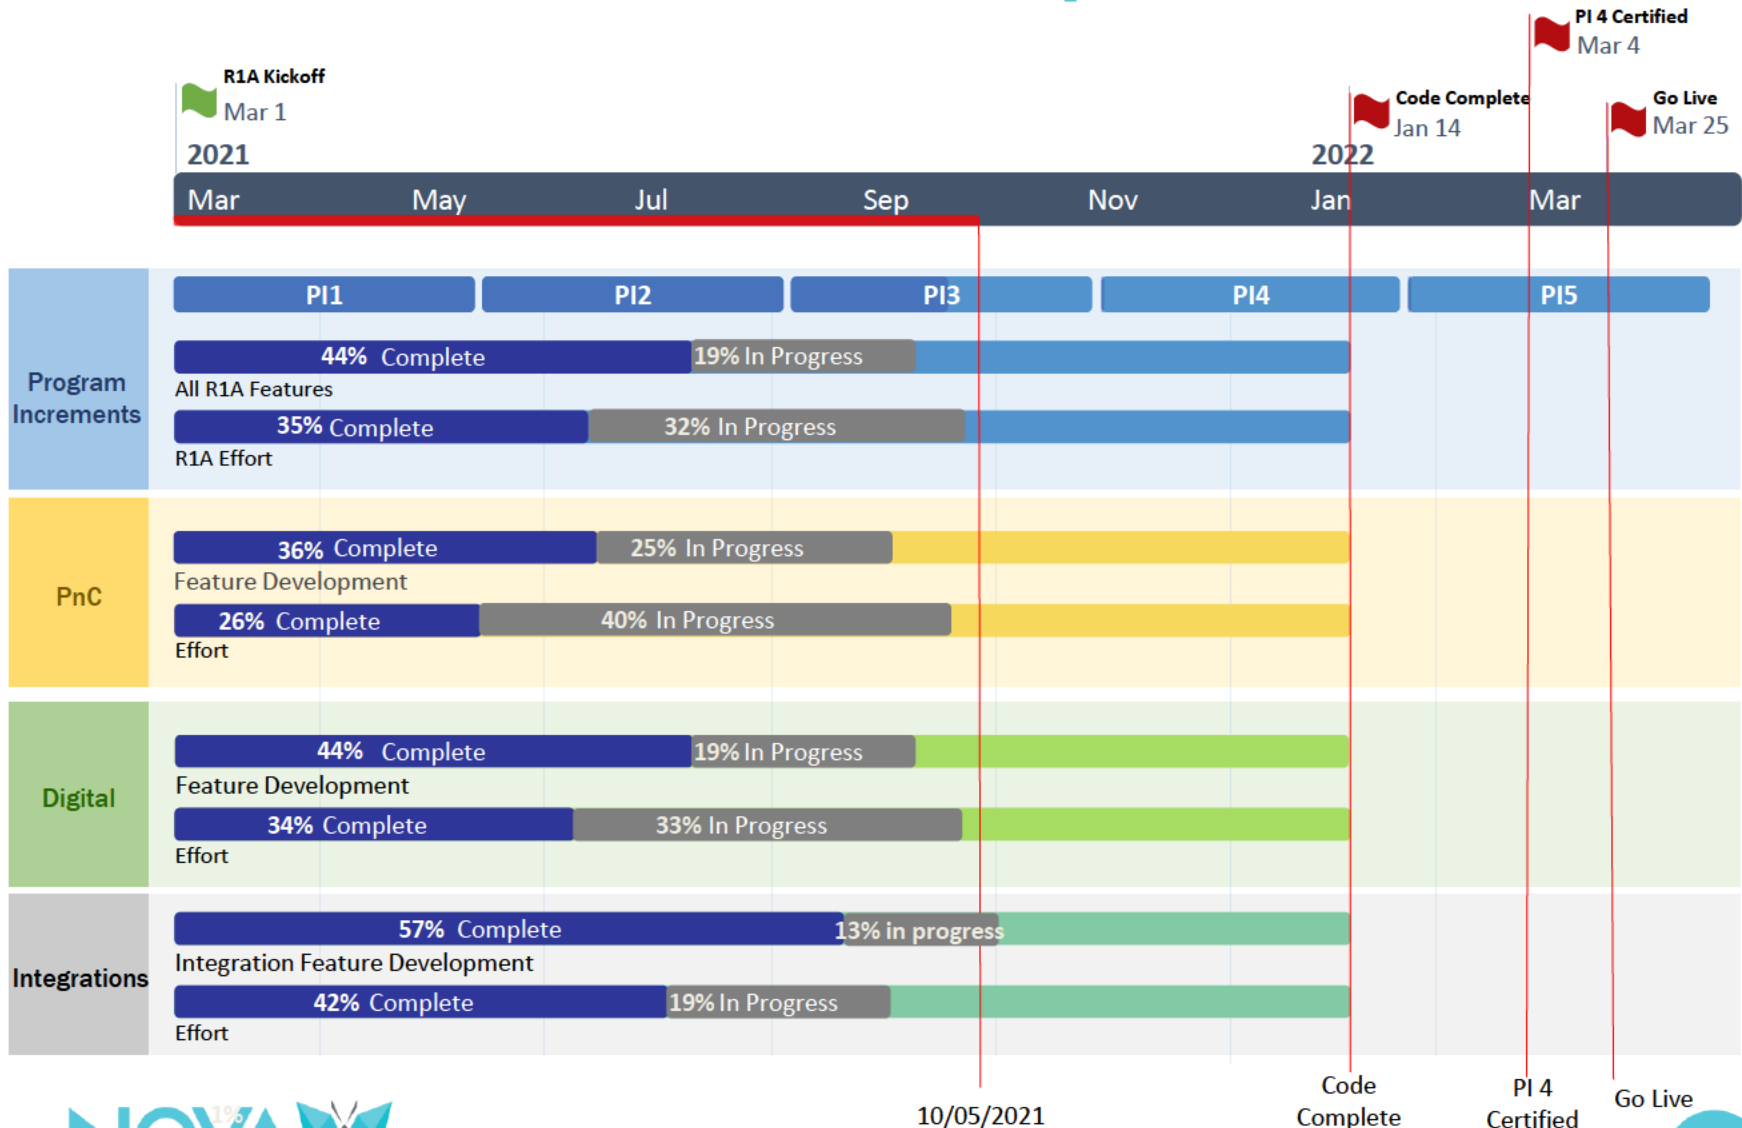 PI 4 Certified
Mar 4
R1A Kickoff
Mar 1
Code Complete
Jan 14
Go Live
Mar 25
2021
2022
Mar May Jul Sep Nov Jan Mar
PI1 PI2 PI3 PI4 PI5
Program
Increments
44% Complete 19% In Progress
All R1A Features
35% Complete 32% In Progress
R1A Effort
PnC
36% Complete 25% In Progress
Feature Development
26% Complete 40% In Progress
Effort
Digital
44% Complete 19% In Progress
Feature Development
34% Complete 33% In Progress
Effort
Integrations
57% Complete 13% in progress
Integration Feature Development
42% Complete 19% In Progress
Effort
1%
10/05/2021
Code
Complete
PI 4
Certified
Go Live